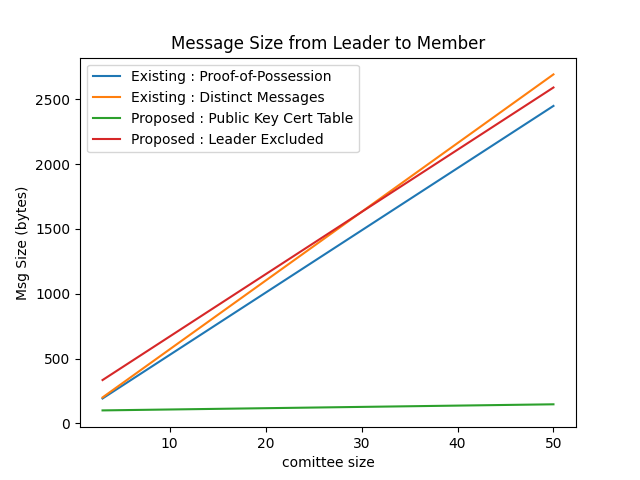 Message Size from Leader to Member
Existing : Proof-of-Possession
Existing : Distinct Messages
Proposed : Public Key Cert Table
Proposed : Leader Excluded
Msg Size (bytes)
2500
2000
1500
1000
500
0
10 20 30 40 50
comittee size